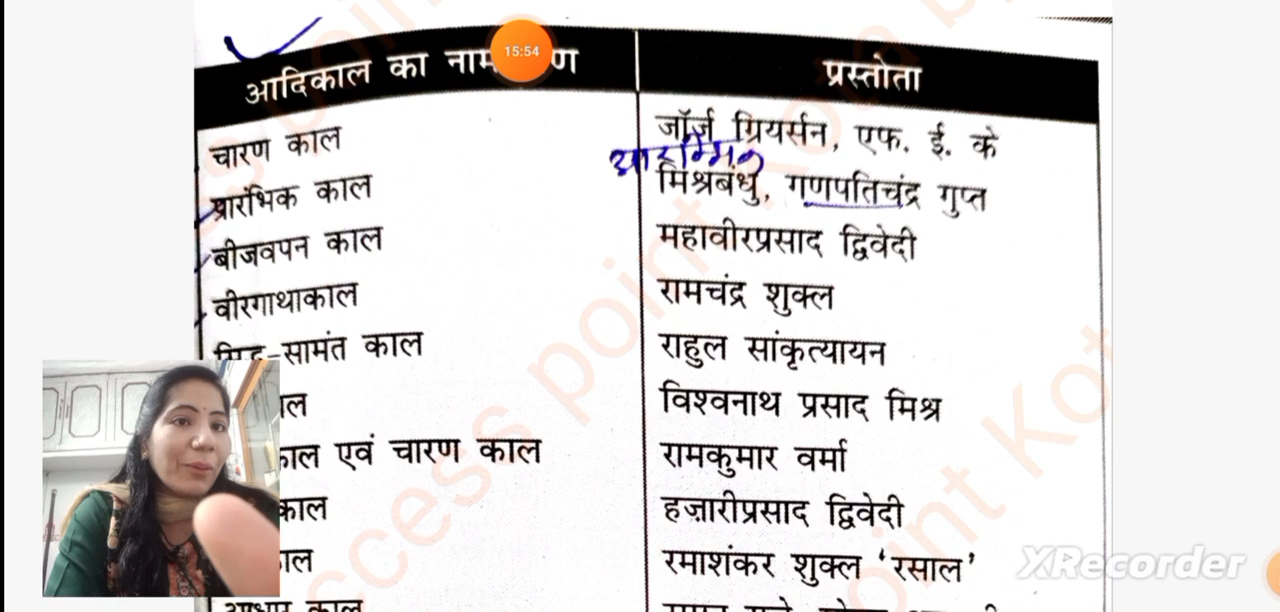 15:54
आदिकाल का प्रस्तोता
चारण काल जॉर्ज ग्रियर्सन, एफ. ई. के
आरम्भिक
प्रारंभिक काल मिश्रबंधु, गणपतिचंद्र गुप्त
बीजवपन काल महावीरप्रसाद द्विवेदी
वीरगाथाकाल रामचंद्र शुक्ल
सामंत काल राहुल सांकृत्यायन
विश्वनाथ प्रसाद मिश्र
एवं चारण काल रामकुमार वर्मा
काल हज़ारीप्रसाद द्विवेदी
रमाशंकर शुक्ल 'रसाल'
काल
XRecorder